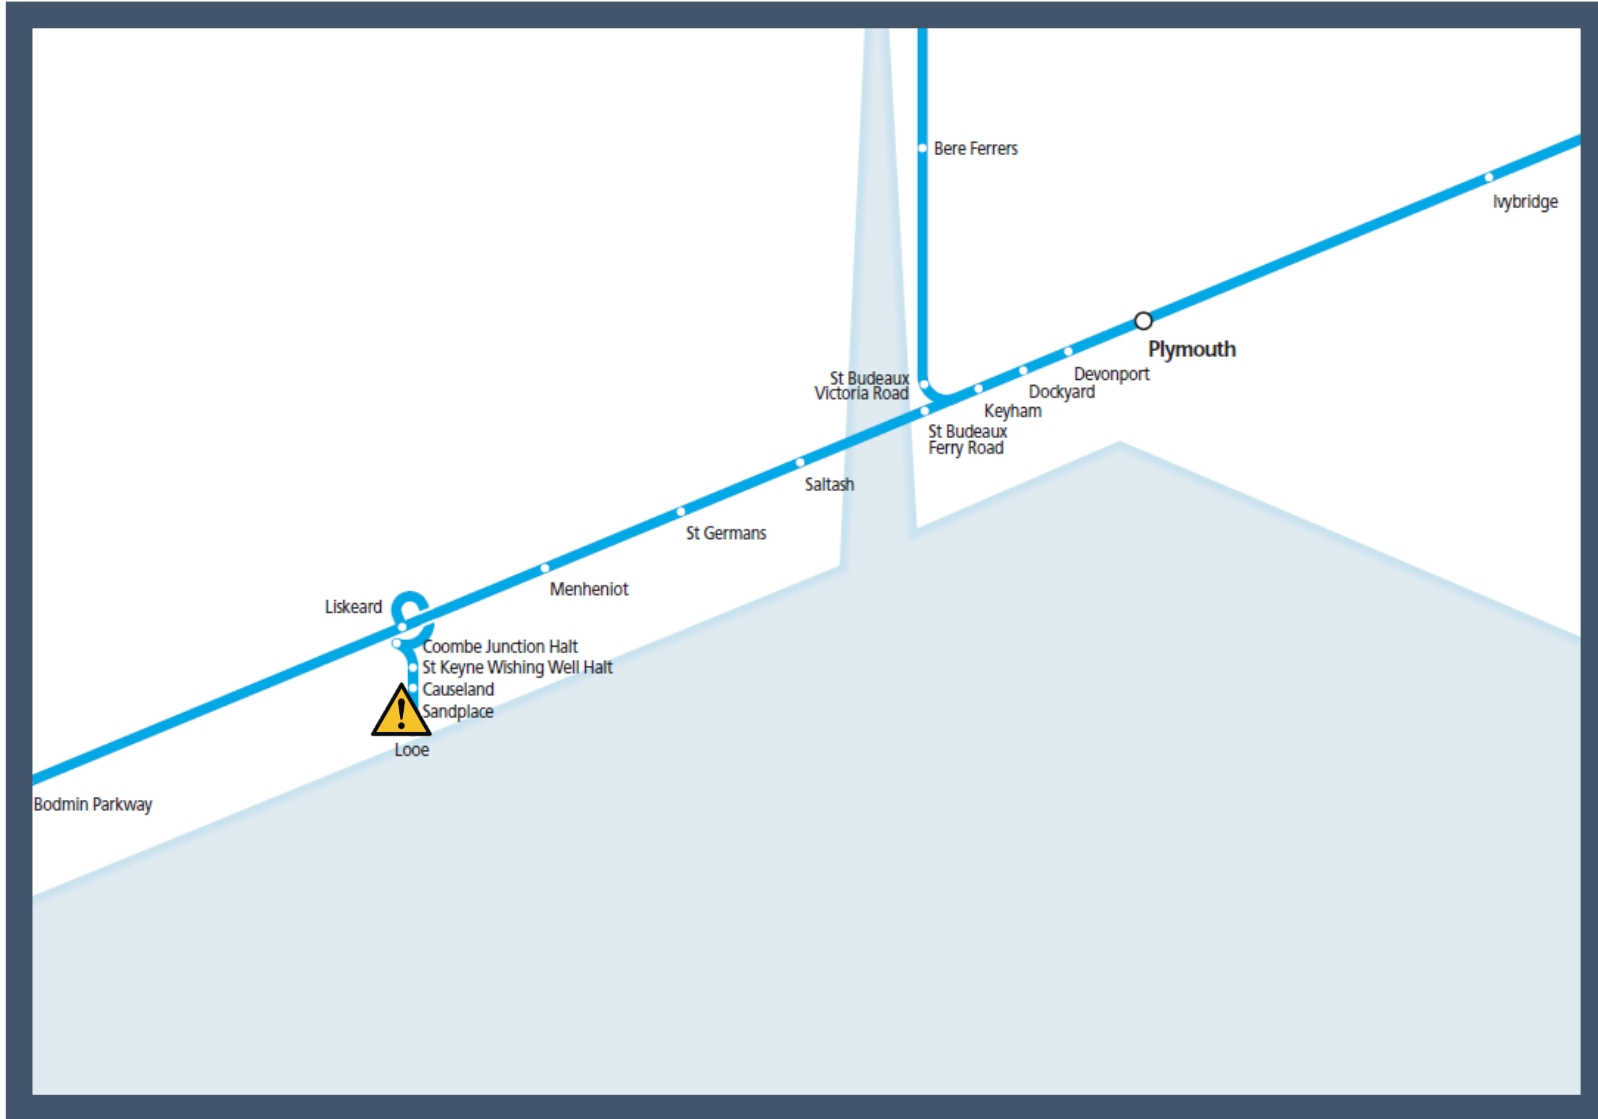 Bere Ferrers
Ivybridge
Plymouth
Devonport
Dockyard
Keyham
St Budeaux
Victoria Road
St Budeaux
Ferry Road
Saltash
St Germans
Menheniot
Liskeard
Coombe Junction Halt
St Keyne Wishing Well Halt
Causeland
Sandplace
!
Looe
Bodmin Parkway